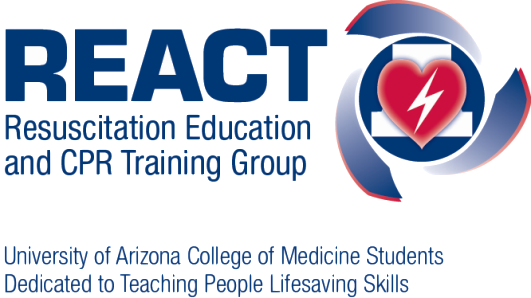 REACT
Resuscitation Education
and CPR Training Group
University of Arizona College of Medicine Students
Dedicated to Teaching People Lifesaving Skills